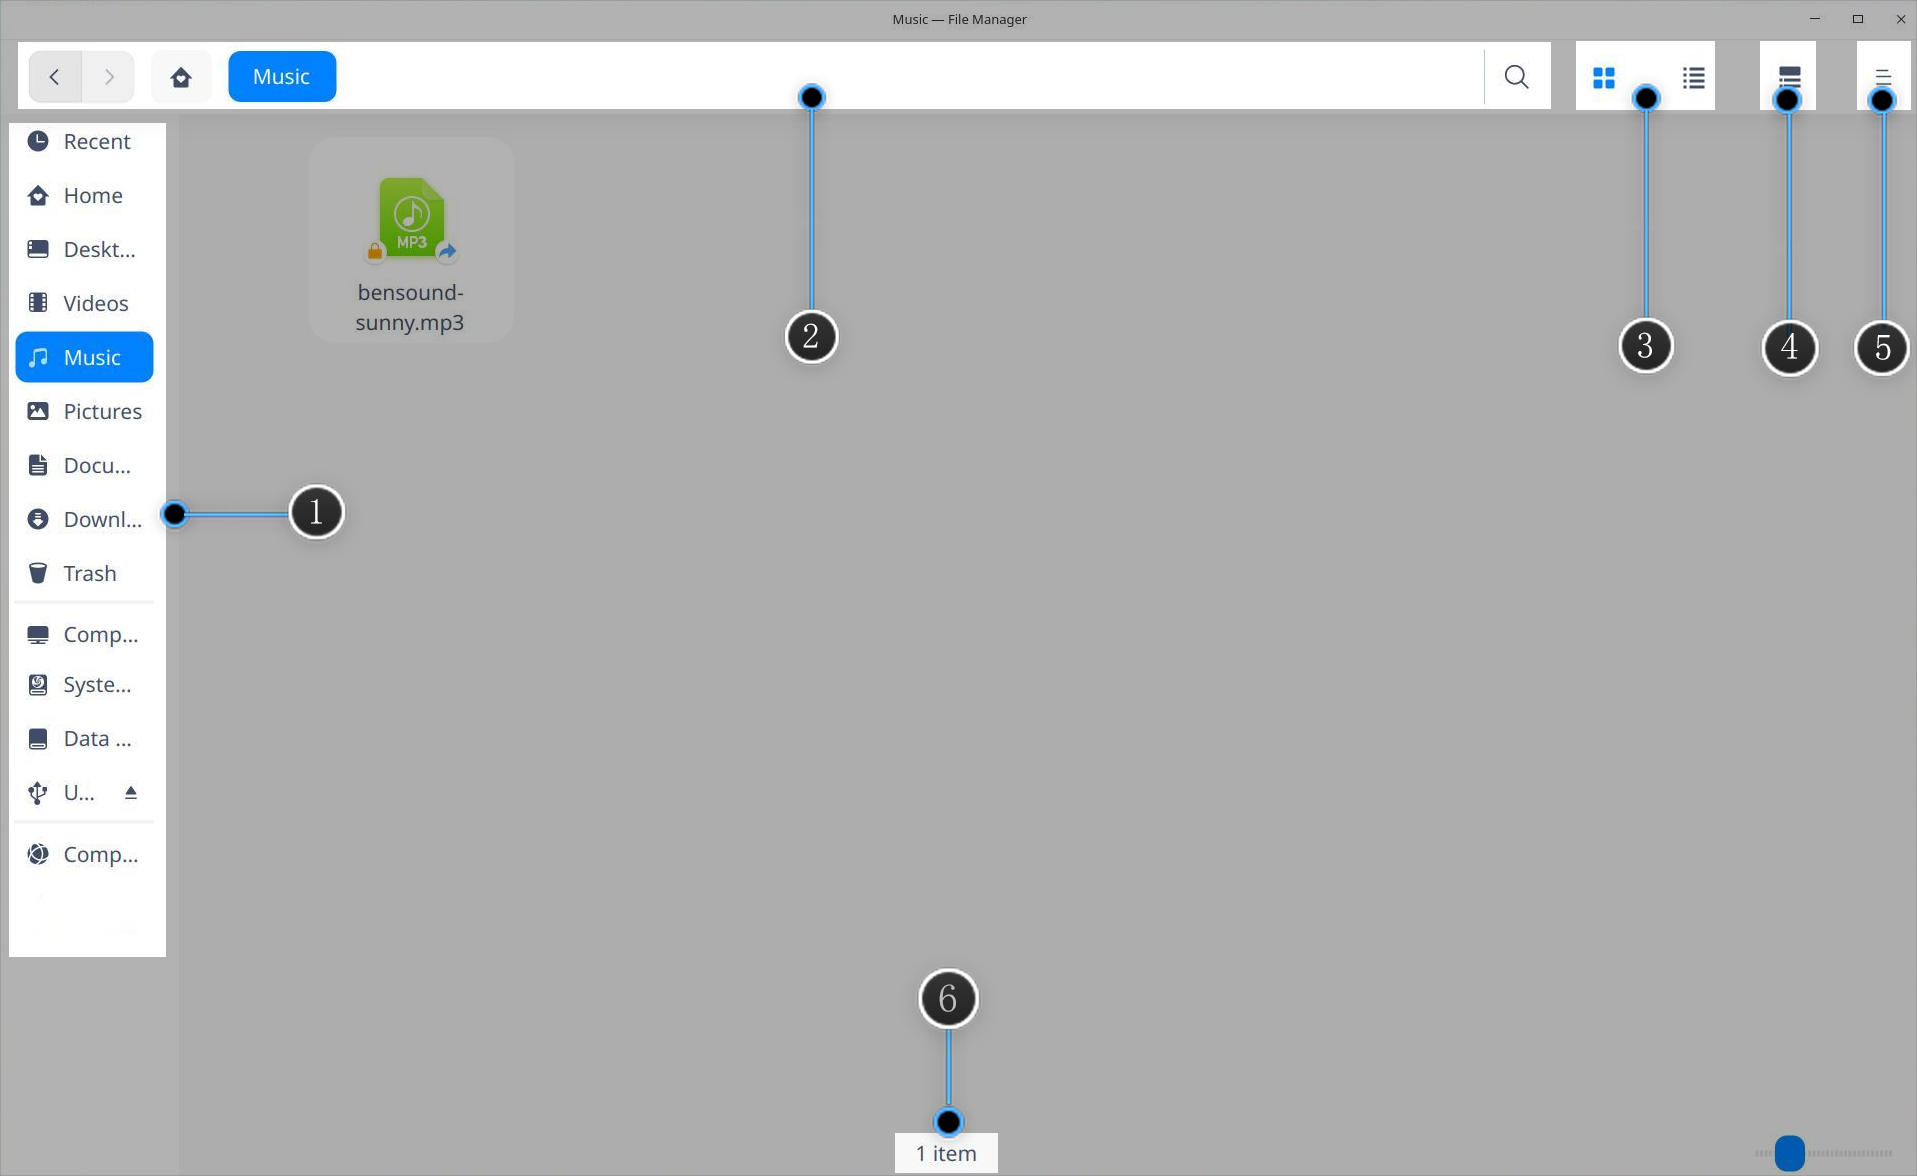 Music — File Manager
Music
Recent
Home
Deskt...
Videos
Music
Pictures
Docu...
Downl...
Trash
Comp...
Syste...
Data ...
U...
Comp...
MP3
bensound-
sunny.mp3
1
2
3
4
5
6
1 item